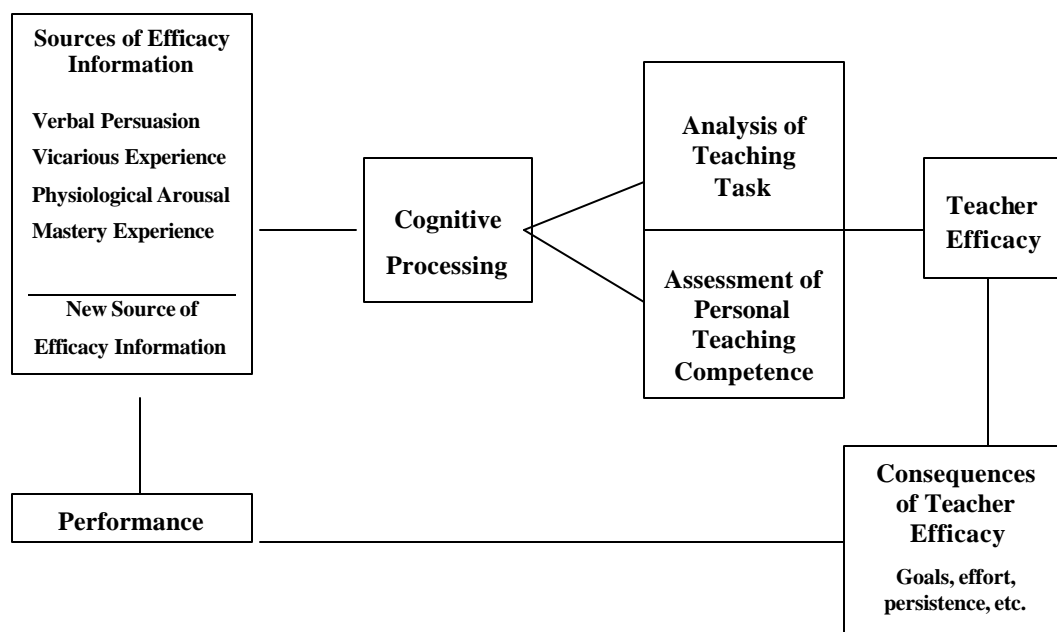 Sources of Efficacy
Information
Verbal Persuasion
Vicarious Experience
Physiological Arousal
Mastery Experience
New Source of
Efficacy Information
Cognitive
Processing
Analysis of
Teaching
Task
Assessment of
Personal
Teaching
Competence
Teacher
Efficacy
Consequences
of Teacher
Efficacy
Goals, effort,
persistence, etc.
Performance